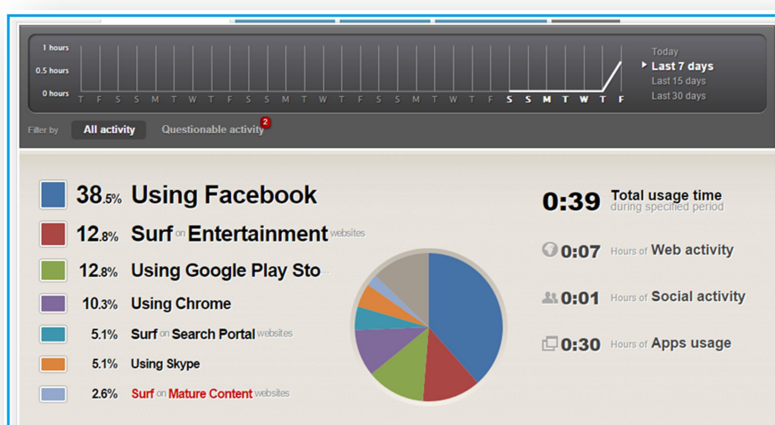 1 hours
0.5 hours
0 hours
T F S S M T W T F S S M T W T F S S M T W T F S S M T W T F
Today
Last 7 days
Last 15 days
Last 30 days
Filter by All activity Questionable activity 2
38.5% Using Facebook
12.8% Surf on Entertainment websites
12.8% Using Google Play Sto
10.3% Using Chrome
5.1% Surf on Search Portal websites
5.1% Using Skype
2.6% Surf on Mature Content websites
0:39 Total usage time
during specified period
0:07 Hours of Web activity
0:01 Hours of Social activity
0:30 Hours of Apps usage